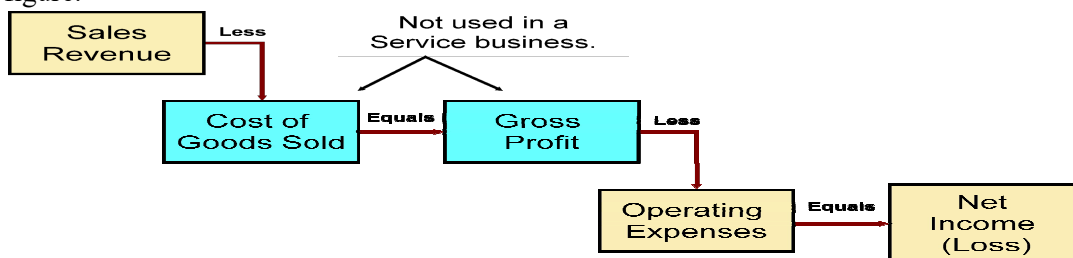 figure.
Not used in a
Service business.
Sales
Revenue
Less
Cost of
Goods Sold
Equals
Gross
Profit
Less
Operating
Expenses
Equals
Net
Income
(Loss)